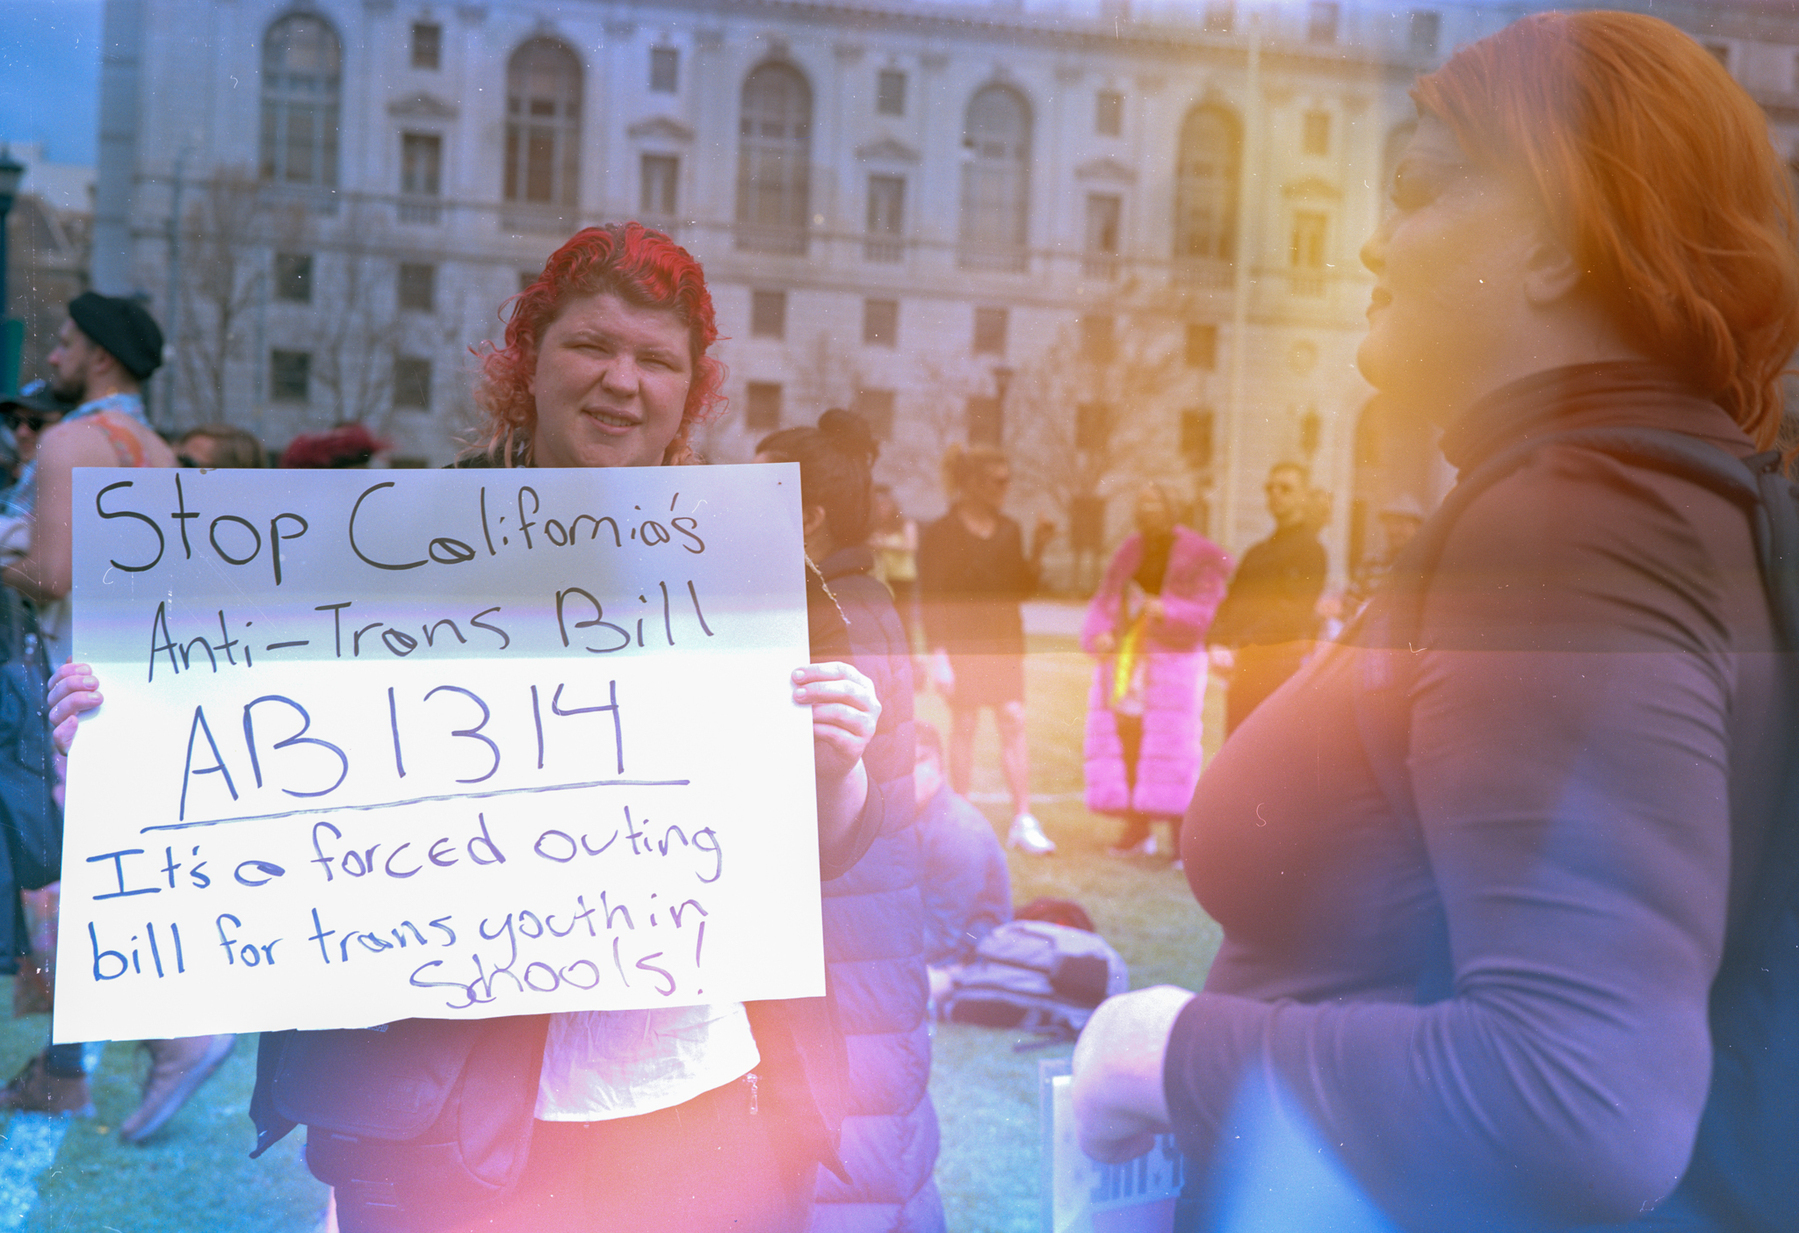 Stop California's
Anti-Trans Bill
AB 1314
It's a forced outing
bill for trans youth in
Schools!